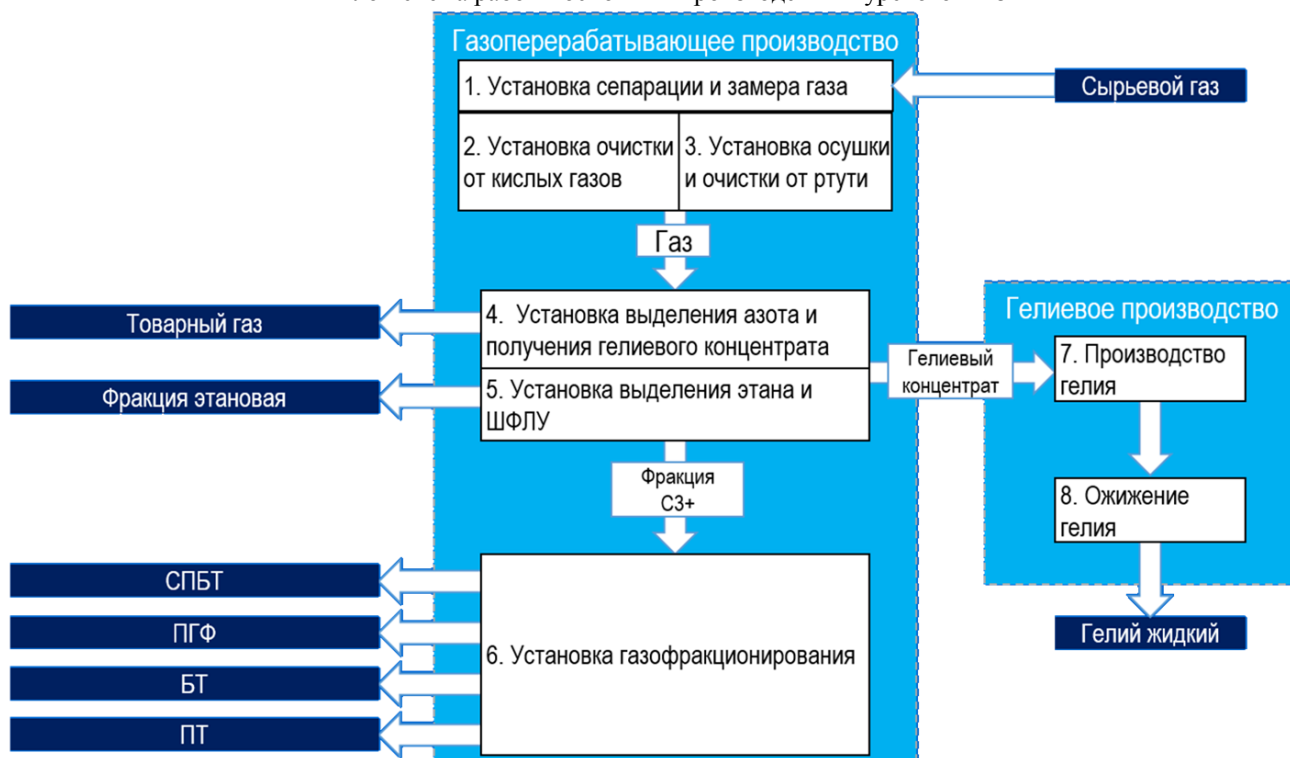 Газоперерабатывающее производство
1. Установка сепарации и замера газа
Сырьевой газ
2. Установка очистки
от кислых газов
3. Установка осушки
и очистки от ртути
Газ
Товарный газ
4. Установка выделения азота и
получения гелиевого концентрата
Фракция этановая
5. Установка выделения этана и
ШФЛУ
Гелиевый
концентрат
Гелиевое производство
7. Производство
гелия
8. Ожижение
гелия
Гелий жидкий
Фракция
С3+
СПБТ
ПГФ
БТ
ПТ
6. Установка газофракционирования